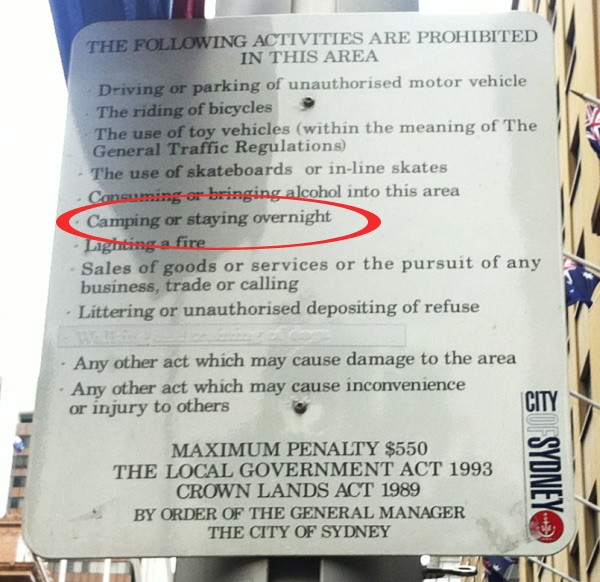 THE FOLLOWING ACTIVITIES ARE PROHIBITED
IN THIS AREA
· Driving or parking of unauthorised motor vehicle
· The riding of bicycles
· The use of toy vehicles (within the meaning of The
General Traffic Regulations)
· The use of skateboards or in-line skates
· Consuming or bringing alcohol into this area
· Camping or staying overnight
· Lighting a fire
· Sales of goods or services or the pursuit of any
business, trade or calling
· Littering or unauthorised depositing of refuse
· Any other act which may cause damage to the area
· Any other act which may cause inconvenience
or injury to others
MAXIMUM PENALTY $550
THE LOCAL GOVERNMENT ACT 1993
CROWN LANDS ACT 1989
BY ORDER OF THE GENERAL MANAGER
THE CITY OF SYDNEY
CITY
OF SYDNEY